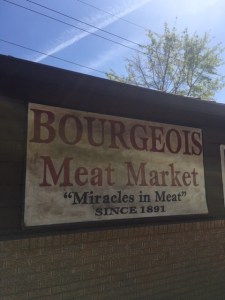 BOURGEOIS
Meat Market
"Miracles in Meat"
SINCE 1891